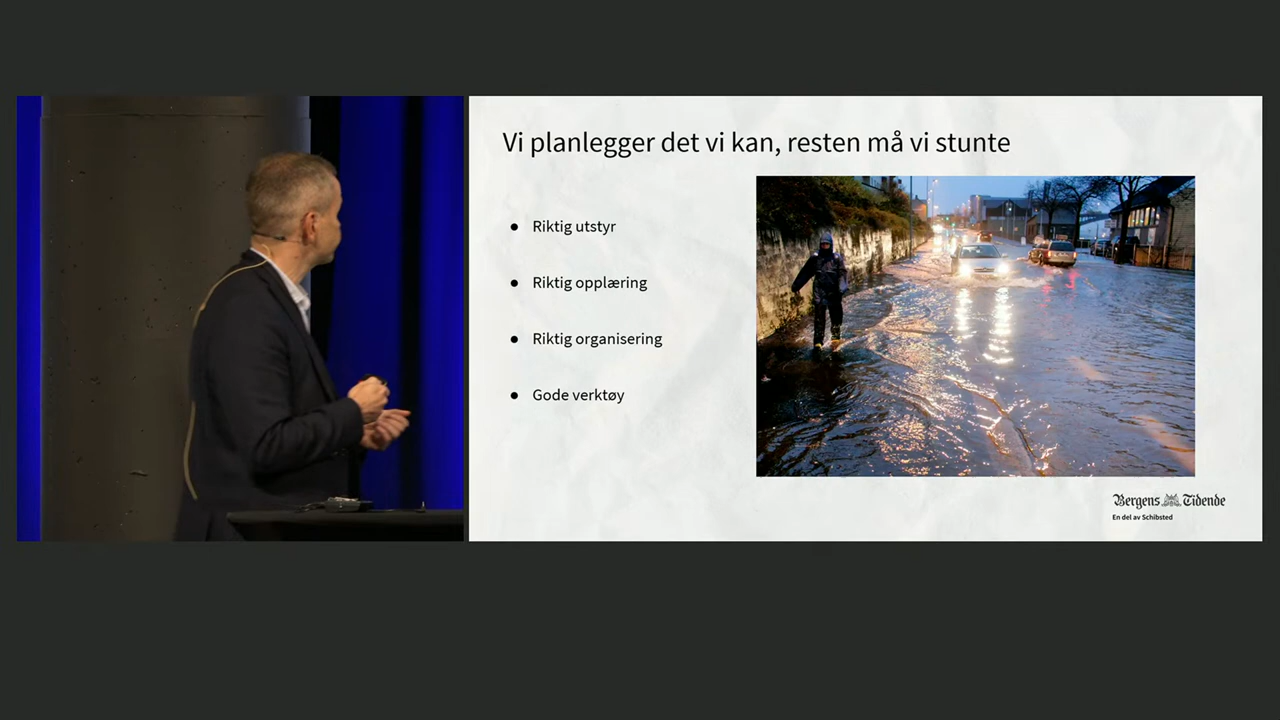 Vi planlegger det vi kan, resten må vi stunte
● Riktig utstyr
● Riktig opplæring
● Riktig organisering
● Gode verktøy
Bergens Tidende
En del av Schibsted